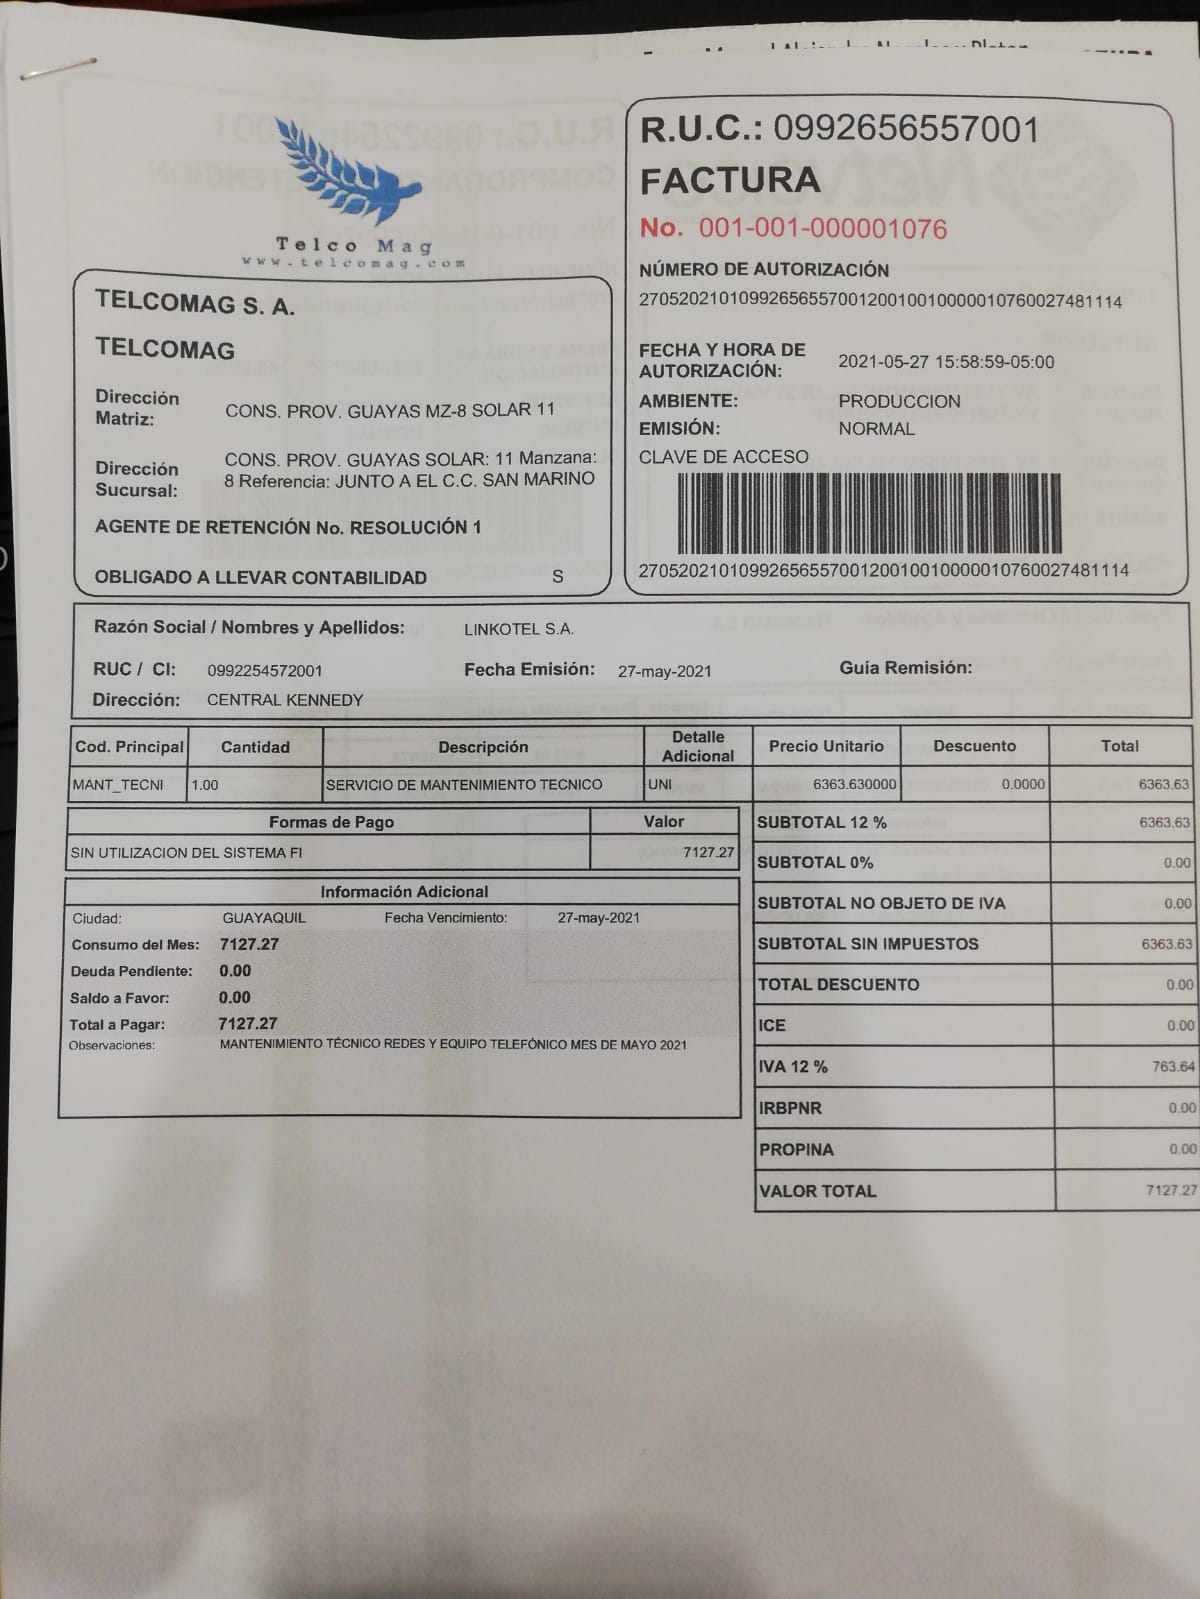 Telco Mag
www.telcomag.com
TELCOMAG S. A.
TELCOMAG
Dirección Matriz: CONS. PROV. GUAYAS MZ-8 SOLAR 11
Dirección Sucursal: CONS. PROV. GUAYAS SOLAR: 11 Manzana:
8 Referencia: JUNTO A EL C.C. SAN MARINO
AGENTE DE RETENCIÓN No. RESOLUCIÓN 1
OBLIGADO A LLEVAR CONTABILIDAD S
R.U.C.: 0992656557001
FACTURA
No. 001-001-000001076
NÚMERO DE AUTORIZACIÓN
2705202101099265655700120010010000010760027481114
FECHA Y HORA DE AUTORIZACIÓN: 2021-05-27 15:58:59-05:00
AMBIENTE: PRODUCCION
EMISIÓN: NORMAL
CLAVE DE ACCESO
2705202101099265655700120010010000010760027481114
Razón Social / Nombres y Apellidos: LINKOTEL S.A.
RUC / CI: 0992254572001 Fecha Emisión: 27-may-2021 Guía Remisión:
Dirección: CENTRAL KENNEDY
Cod. Principal Cantidad Descripción Detalle Adicional Precio Unitario Descuento Total
MANT_TECNI 1.00 SERVICIO DE MANTENIMIENTO TECNICO UNI 6363.630000 0.0000 6363.63
Formas de Pago Valor
SIN UTILIZACION DEL SISTEMA FI 7127.27
Información Adicional
Ciudad: GUAYAQUIL Fecha Vencimiento: 27-may-2021
Consumo del Mes: 7127.27
Deuda Pendiente: 0.00
Saldo a Favor: 0.00
Total a Pagar: 7127.27
Observaciones: MANTENIMIENTO TÉCNICO REDES Y EQUIPO TELEFÓNICO MES DE MAYO 2021
SUBTOTAL 12 % 6363.63
SUBTOTAL 0% 0.00
SUBTOTAL NO OBJETO DE IVA 0.00
SUBTOTAL SIN IMPUESTOS 6363.63
TOTAL DESCUENTO 0.00
ICE 0.00
IVA 12 % 763.64
IRBPNR 0.00
PROPINA 0.00
VALOR TOTAL 7127.27